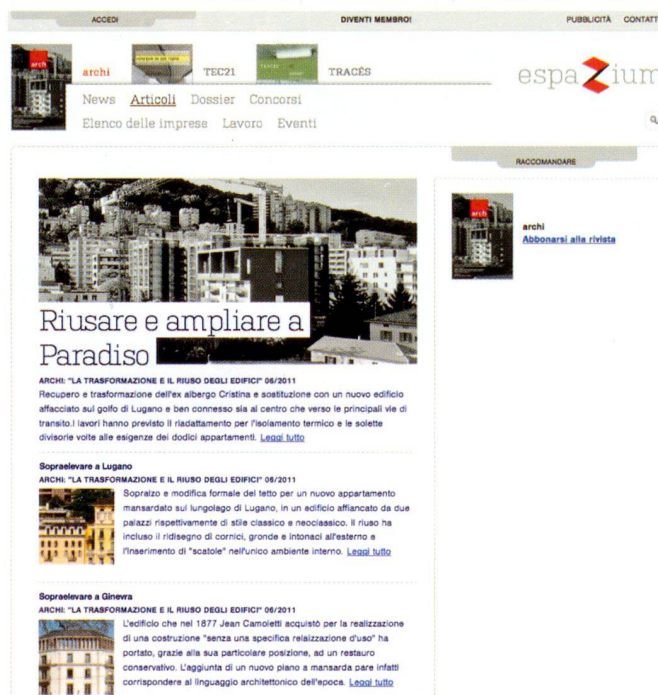 ACCEDI
DIVENTI MEMBRO!
PUBBLICITÀ CONTATT
arch
archi
TEC21
TRACÉS
espazium
News Articoli Dossier Concorsi
Elenco delle imprese Lavoro Eventi
RACCOMANDARE
arch
archi
Abbonarsi alla rivista
Riusare e ampliare a
Paradiso
ARCHI: "LA TRASFORMAZIONE E IL RIUSO DEGLI EDIFICI" 06/2011
Recupero e trasformazione dell'ex albergo Cristina e sostituzione con un nuovo edificio
affacciato sul golfo di Lugano e ben connesso sia al centro che verso le principali vie di
transito.I lavori hanno previsto il riadattamento per l'isolamento termico e le solette
divisorie volte alle esigenze dei dodici appartamenti. Leggi tutto
Sopraelevare a Lugano
ARCHI: "LA TRASFORMAZIONE E IL RIUSO DEGLI EDIFICI" 06/2011
Sopralzo e modifica formale del tetto per un nuovo appartamento
mansardato sul lungolago di Lugano, in un edificio affiancato da due
palazzi rispettivamente di stile classico e neoclassico. Il riuso ha
incluso il ridisegno di cornici, gronde e intonaci all'esterno e
l'inserimento di "scatole" nell'unico ambiente interno. Leggi tutto
Sopraelevare a Ginevra
ARCHI: "LA TRASFORMAZIONE E IL RIUSO DEGLI EDIFICI" 06/2011
L'edificio che nel 1877 Jean Camoletti acquistò per la realizzazione
di una costruzione "senza una specifica relaizzazione d'uso" ha
portato, grazie alla sua particolare posizione, ad un restauro
conservativo. L'aggiunta di un nuovo piano a mansarda pare infatti
corrispondere al linguaggio architettonico dell'epoca. Leggi tutto